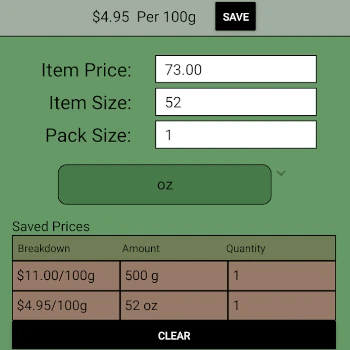 $4.95 Per 100g SAVE
Item Price: 73.00
Item Size: 52
Pack Size: 1
oz
Saved Prices
Breakdown Amount Quantity
$11.00/100g 500 g 1
$4.95/100g 52 oz 1
CLEAR